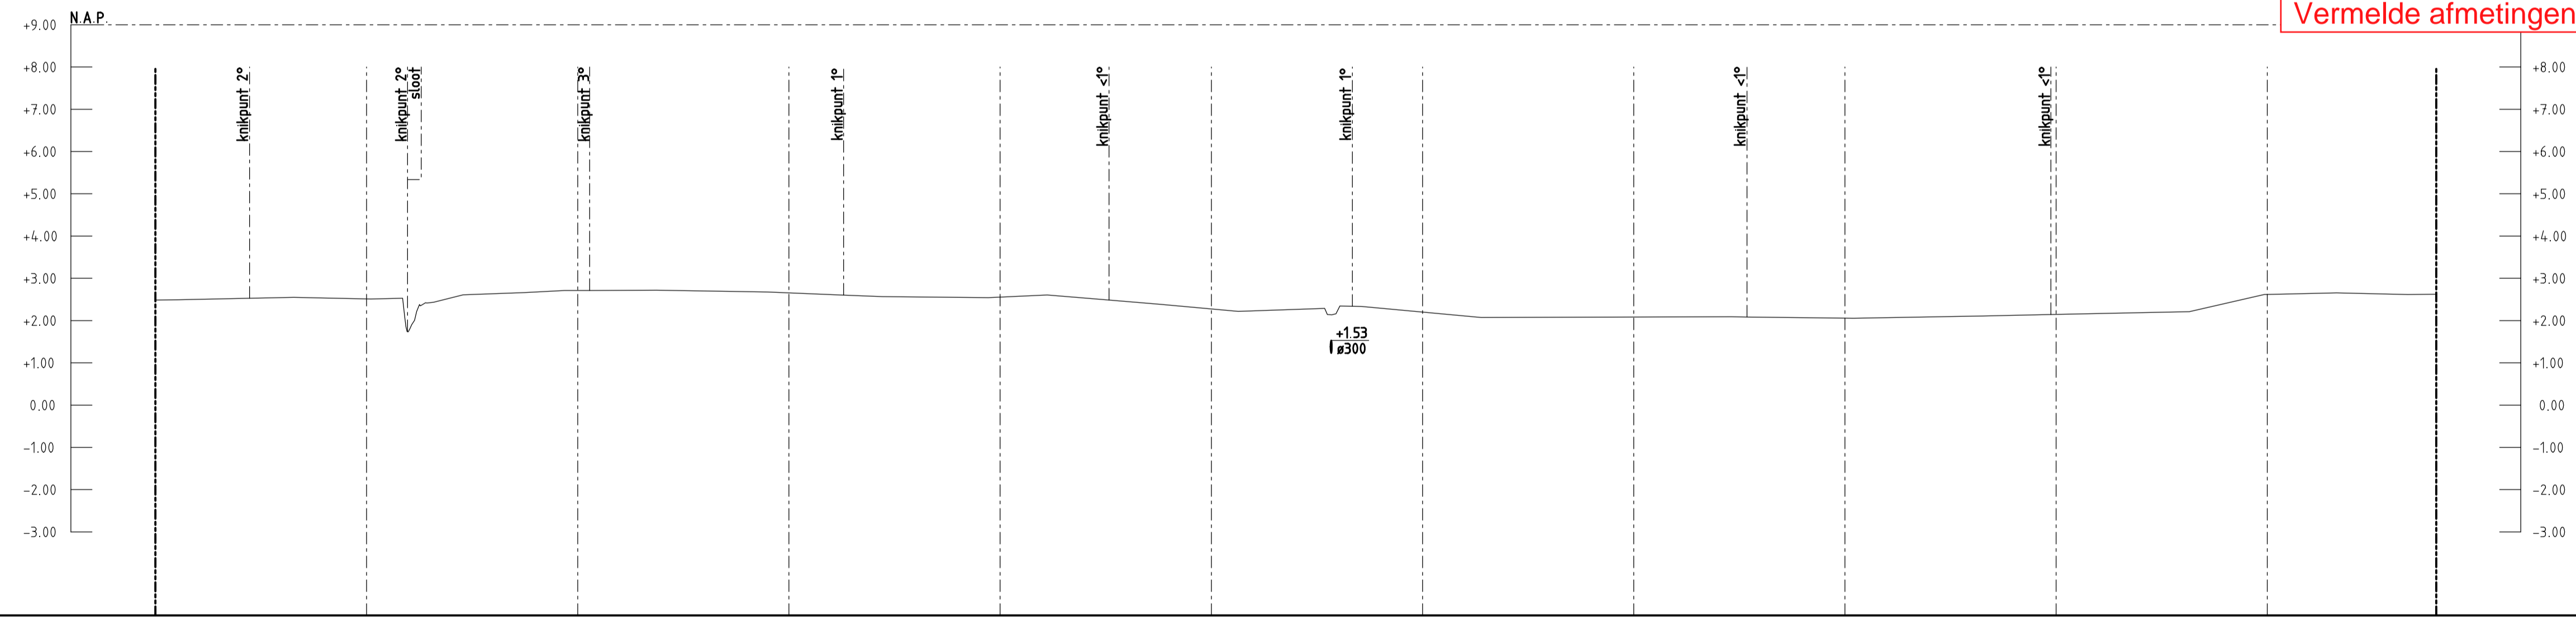 Vermelde afmetingen
N.A.P.
+9.00
+8.00
+7.00
+6.00
+5.00
+4.00
+3.00
+2.00
+1.00
0.00
-1.00
-2.00
-3.00
knikpunt 2°
knikpunt 2°
sloot
knikpunt 3°
knikpunt 1°
knikpunt <1°
knikpunt 1°
knikpunt <1°
knikpunt <1°
+1.53
ø300
+8.00
+7.00
+6.00
+5.00
+4.00
+3.00
+2.00
+1.00
0.00
-1.00
-2.00
-3.00